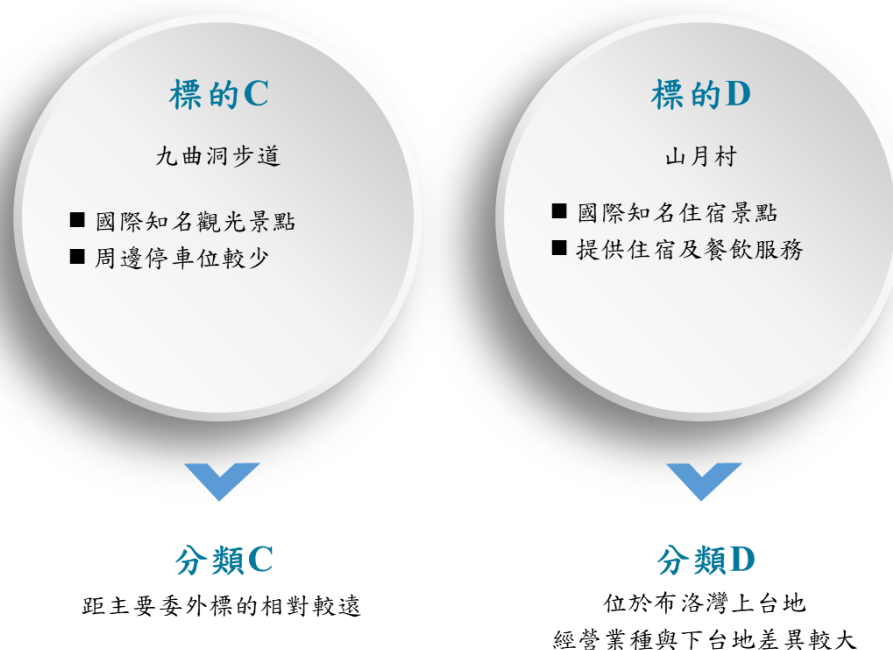 標的C
九曲洞步道
■ 國際知名觀光景點
■ 周邊停車位較少
分類C
距主要委外標的相對較遠
標的D
山月村
■ 國際知名住宿景點
■ 提供住宿及餐飲服務
分類D
位於布洛灣上台地
經營業種與下台地差異較大